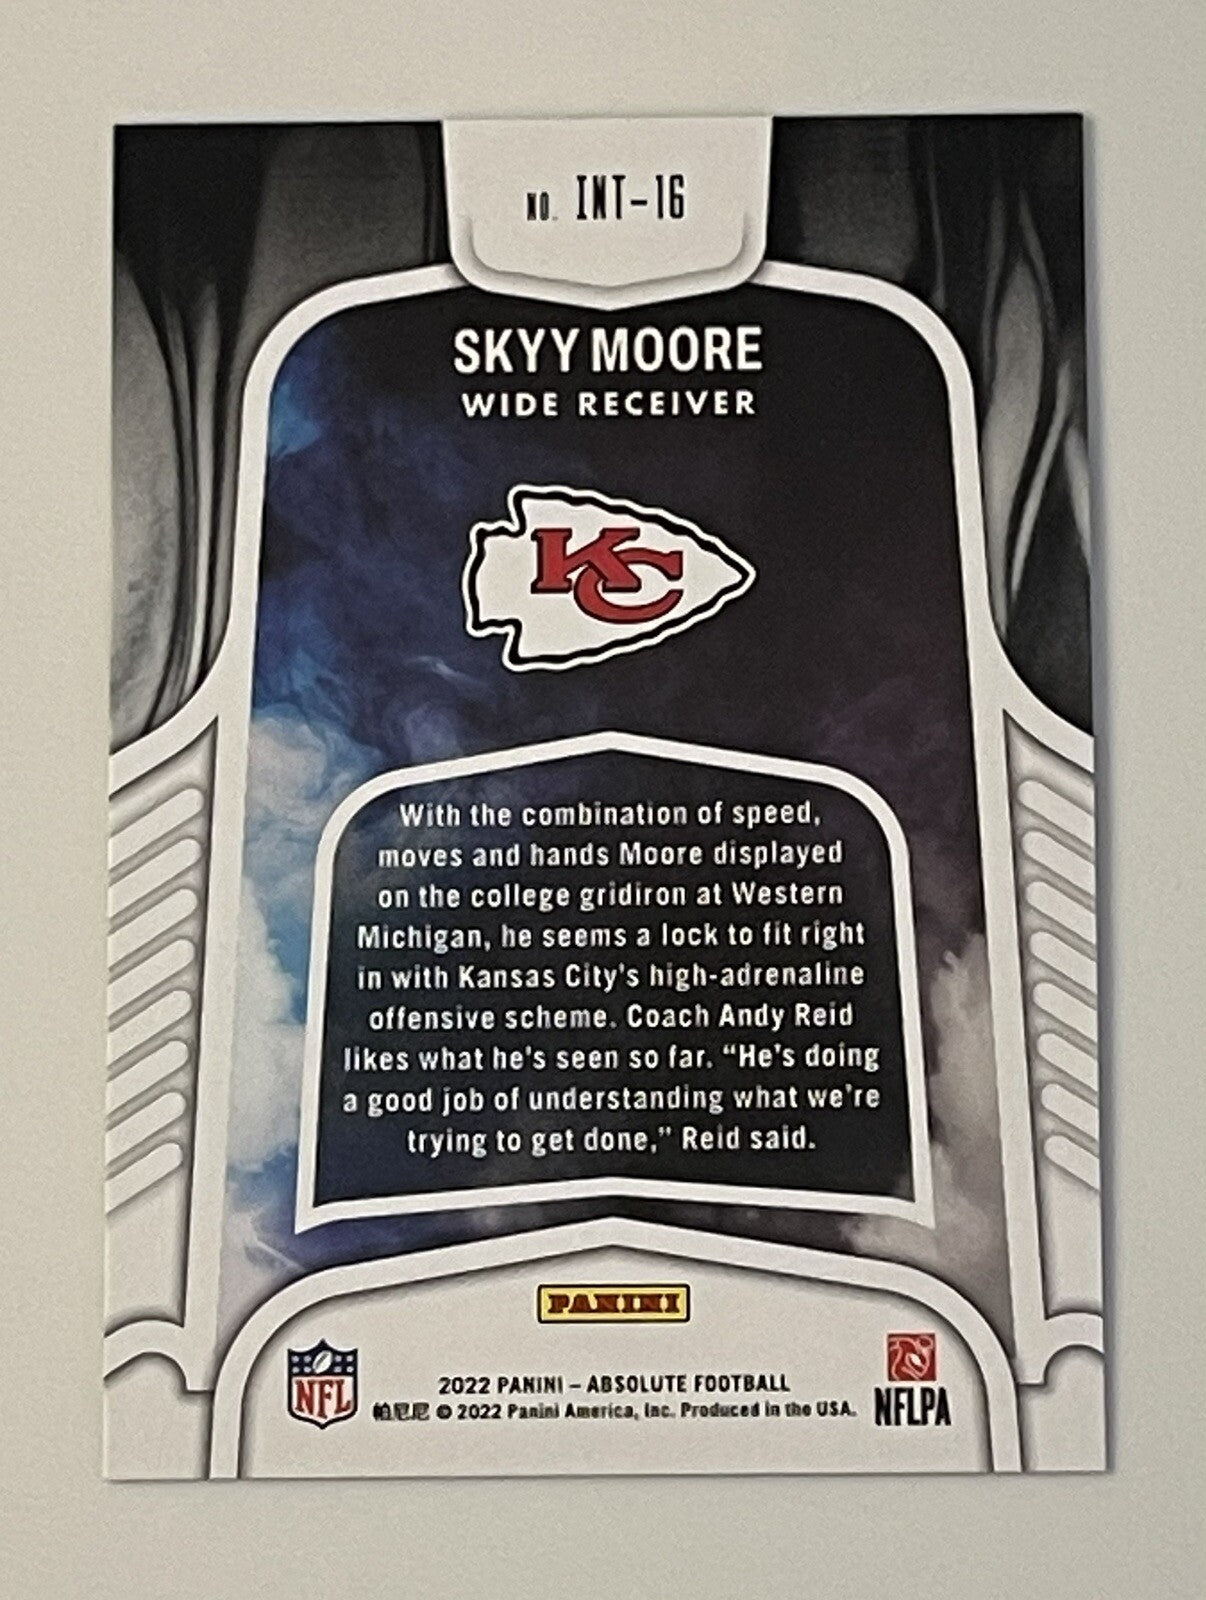 NO. INT-16
SKYY MOORE
WIDE RECEIVER
KC
With the combination of speed,
moves and hands Moore displayed
on the college gridiron at Western
Michigan, he seems a lock to fit right
in with Kansas City's high-adrenaline
offensive scheme. Coach Andy Reid
likes what he's seen so far. “He's doing
a good job of understanding what we're
trying to get done,” Reid said.
PANINI
NFL
2022 PANINI – ABSOLUTE FOOTBALL
帕尼尼 © 2022 Panini America, Inc. Produced in the USA.
NFLPA